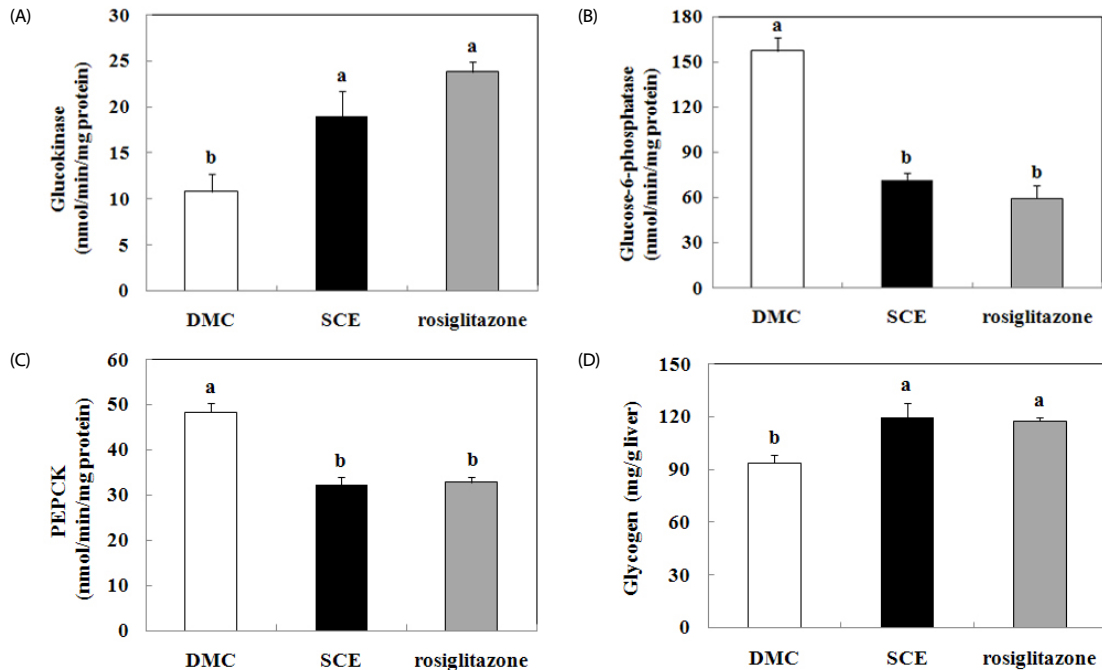 (A)
Glucokinase
(nmol/min/mg protein)
30
25
20
15
10
5
0
b
a
a
DMC SCE rosiglitazone
(B)
Glucose-6-phosphatase
(nmol/min/mg protein)
180
150
90
60
30
0
a
b
b
DMC SCE rosiglitazone
(C)
PEPCK
(nmol/min/mg protein)
60
50
40
30
20
10
0
a
b
b
DMC SCE rosiglitazone
(D)
Glycogen (mg/g liver)
150
120
90
60
30
0
b
a
a
DMC SCE rosiglitazone